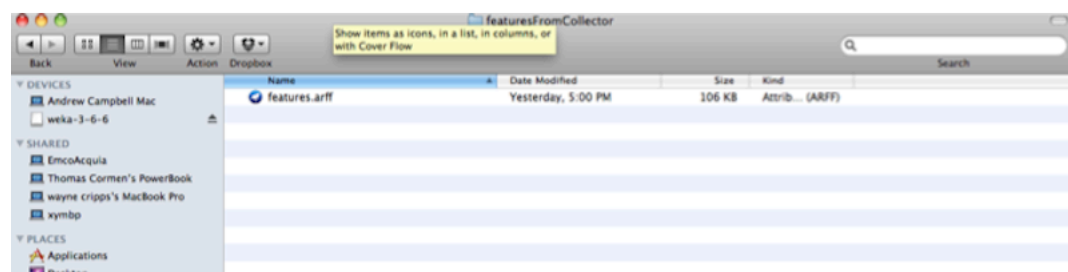 featuresFromCollector
Show items as icons, in a list, in columns, or
with Cover Flow
Back View Action Dropbox Search
Name Date Modified Size Kind
features.arff Yesterday, 5:00 PM 106 KB Attrib... (ARFF)
DEVICES
Andrew Campbell Mac
weka-3-6-6
SHARED
EmcoAcquia
Thomas Cormen's PowerBook
wayne cripps's MacBook Pro
xymbp
PLACES
Applications
Desktop